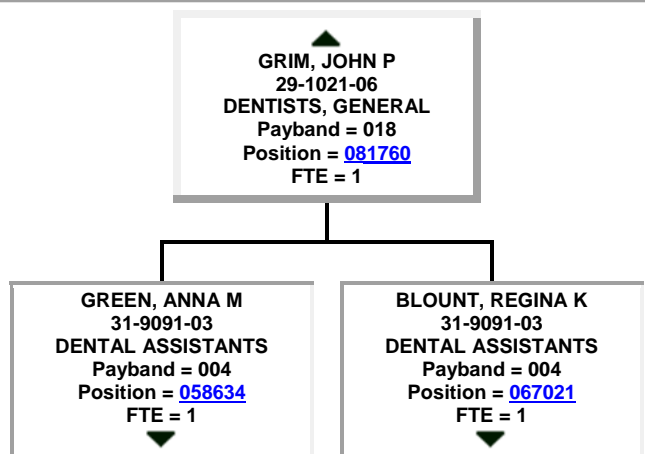 GRIM, JOHN P
29-1021-06
DENTISTS, GENERAL
Payband = 018
Position = 081760
FTE = 1
GREEN, ANNA M
31-9091-03
DENTAL ASSISTANTS
Payband = 004
Position = 058634
FTE = 1
BLOUNT, REGINA K
31-9091-03
DENTAL ASSISTANTS
Payband = 004
Position = 067021
FTE = 1